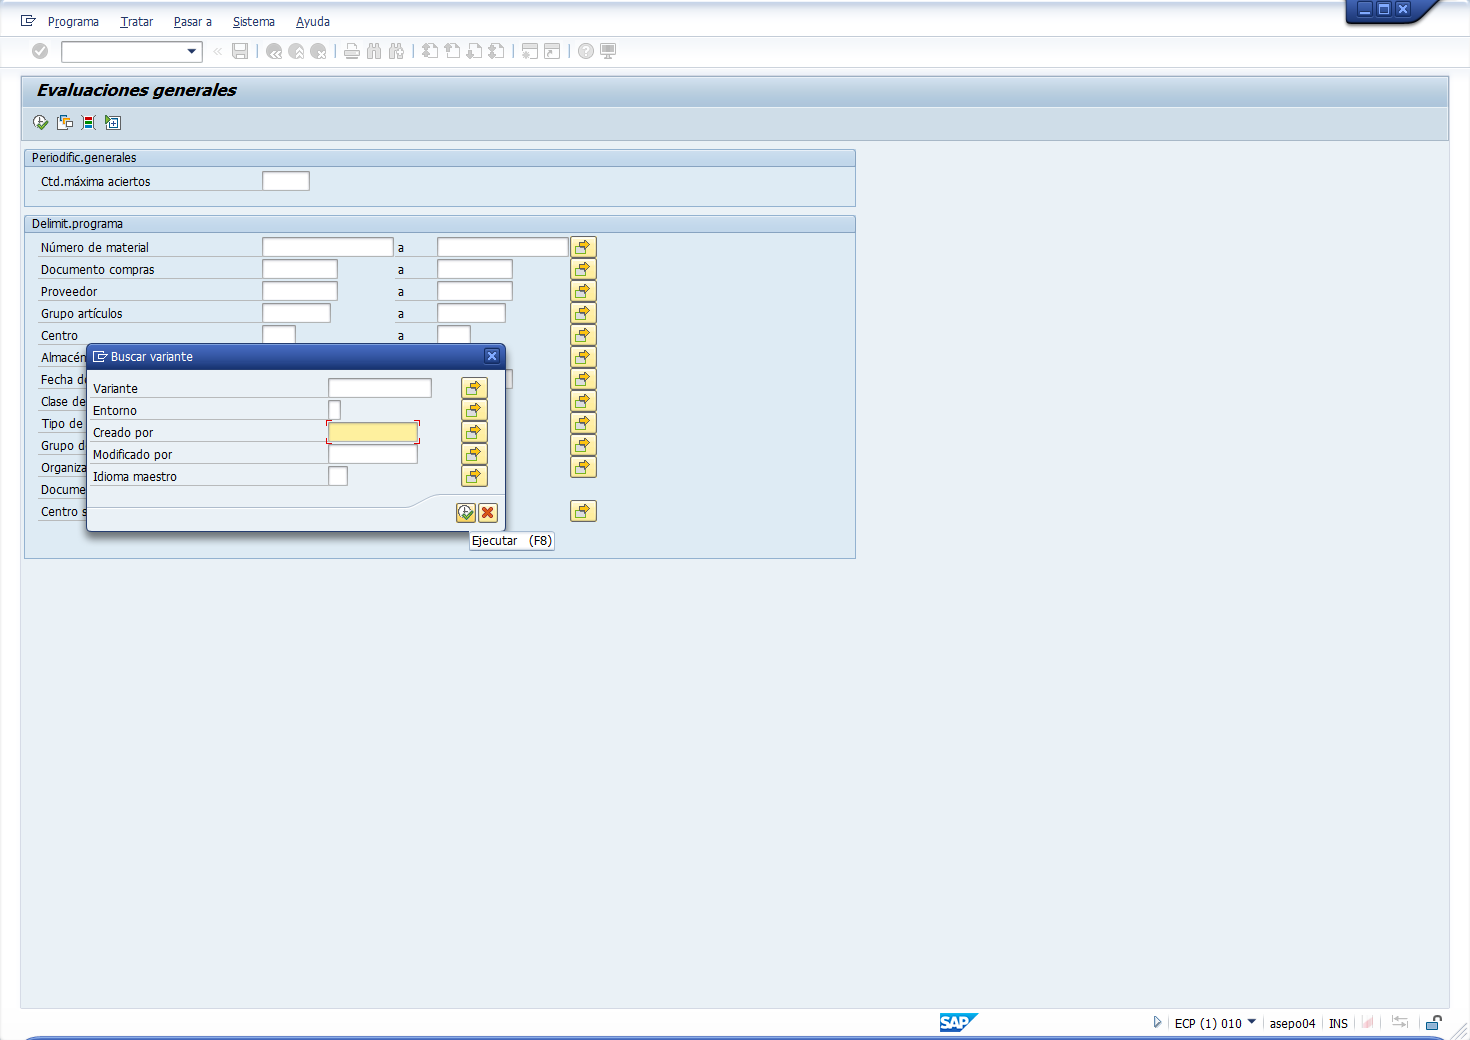 Programa Tratar Pasar a Sistema Ayuda
Evaluaciones generales
Periodific.generales
Ctd.máxima aciertos
Delimit.programa
Número de material a
Documento compras a
Proveedor a
Grupo artículos a
Centro a
Almacén
Fecha de
Clase de
Tipo de
Grupo d
Organiza
Docume
Centro s
Buscar variante
Variante
Entorno
Creado por
Modificado por
Idioma maestro
Ejecutar (F8)
SAP ECP (1) 010 asepo04 INS